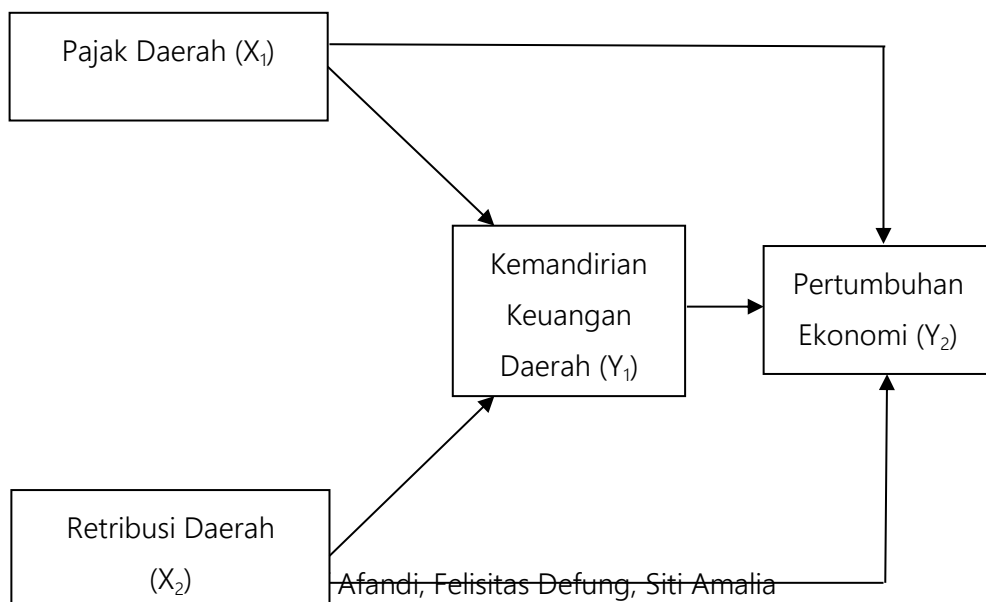 Pajak Daerah (X₁)
Kemandirian
Keuangan
Daerah (Y₁)
Pertumbuhan
Ekonomi (Y₂)
Retribusi Daerah
(X₂)
Afandi, Felisitas Defung, Siti Amalia